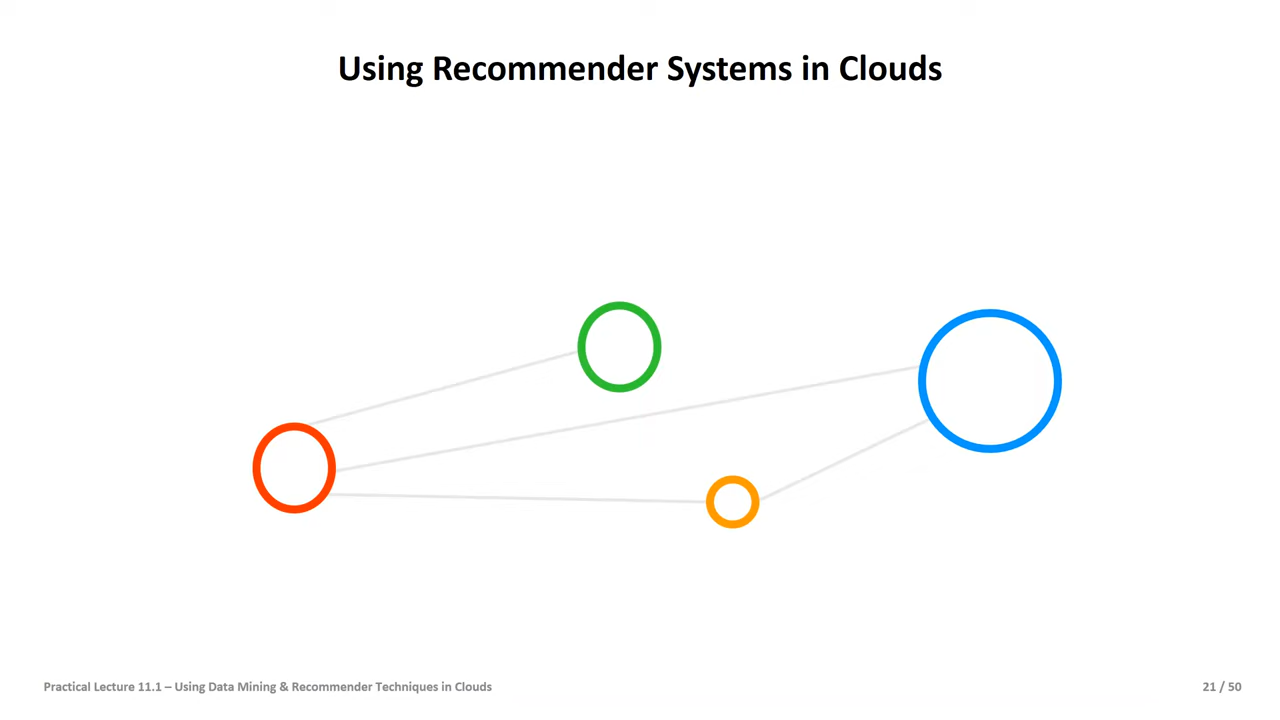 Using Recommender Systems in Clouds
Practical Lecture 11.1 – Using Data Mining & Recommender Techniques in Clouds
21 / 50